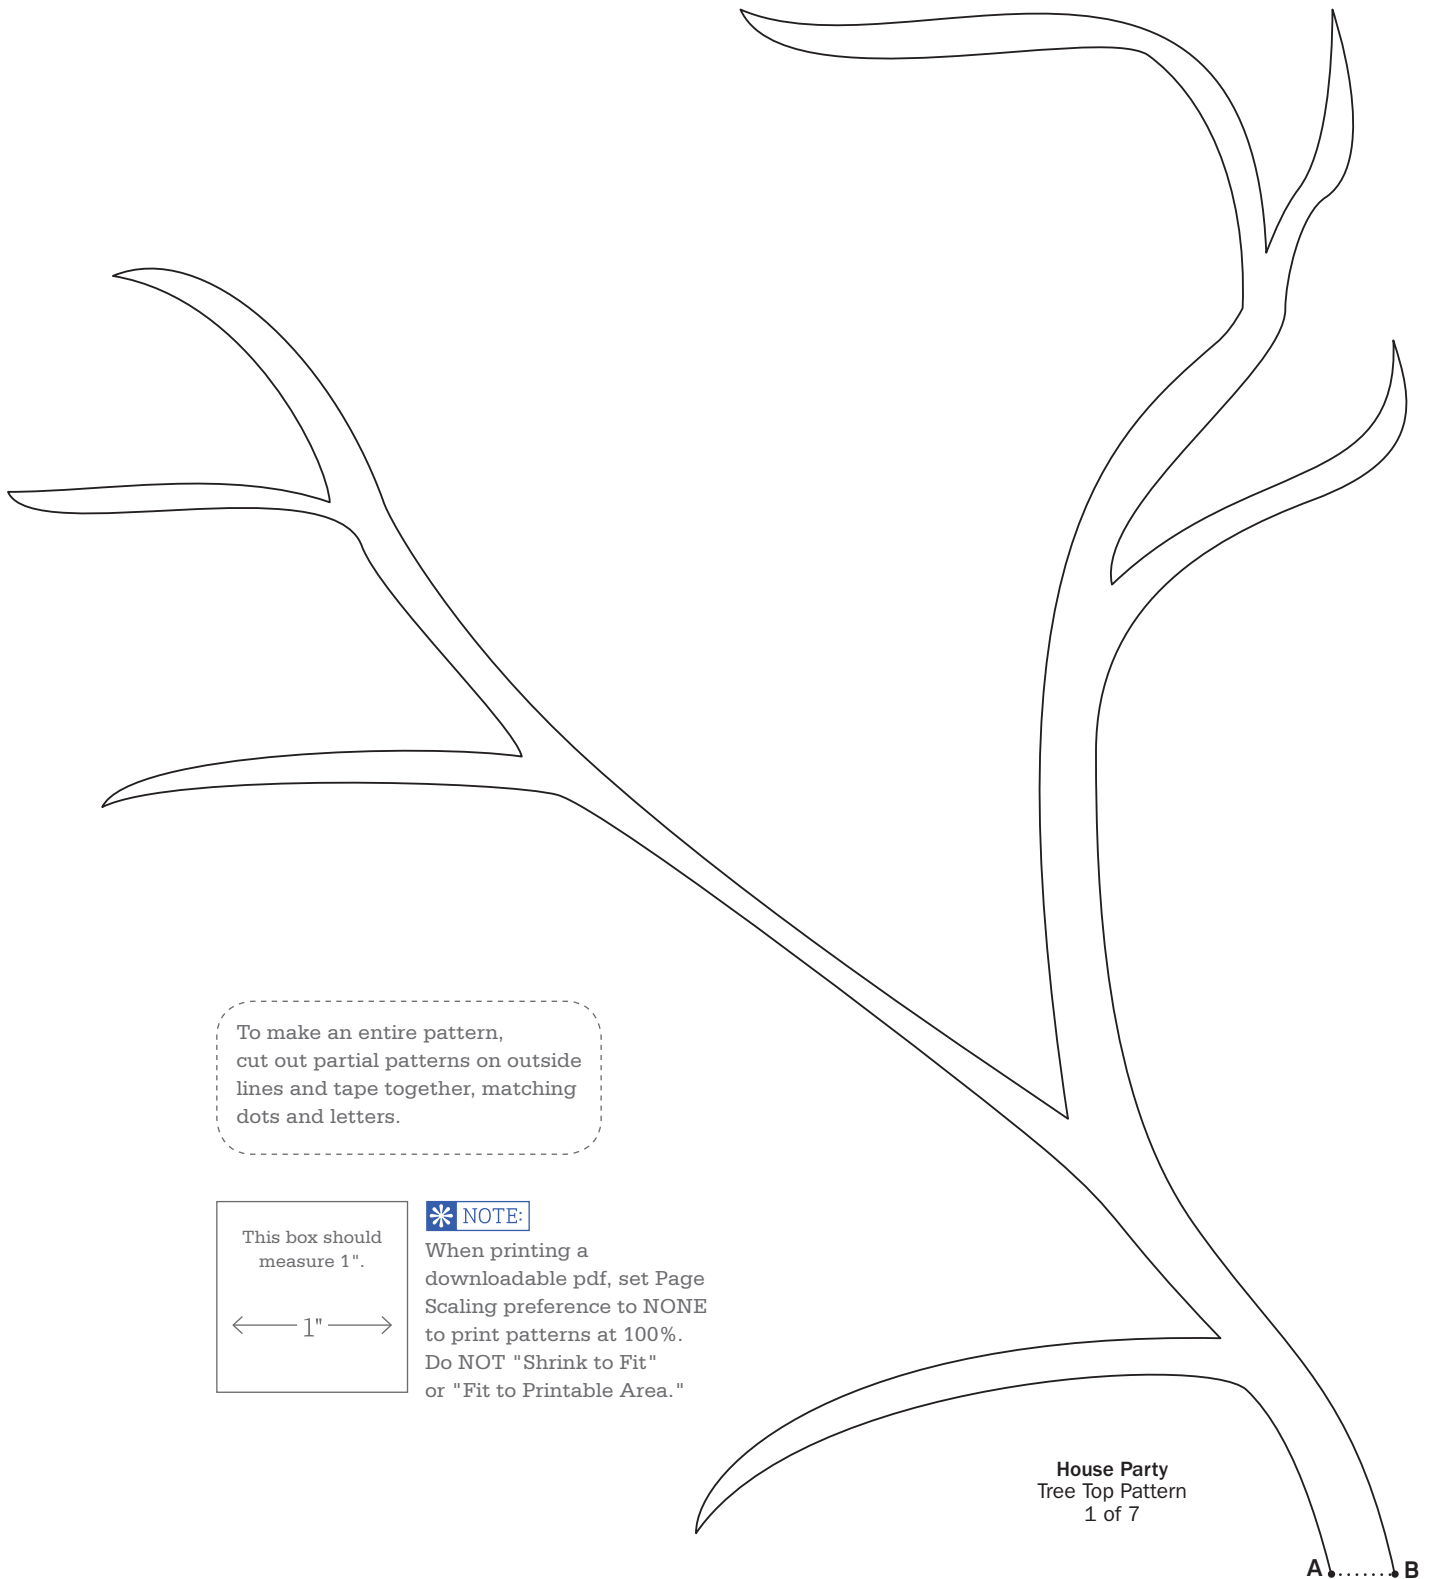 To make an entire pattern,
cut out partial patterns on outside
lines and tape together, matching
dots and letters.
This box should
measure 1".
1"
NOTE:
When printing a
downloadable pdf, set Page
Scaling preference to NONE
to print patterns at 100%.
Do NOT "Shrink to Fit"
or "Fit to Printable Area."
House Party
Tree Top Pattern
1 of 7
A B